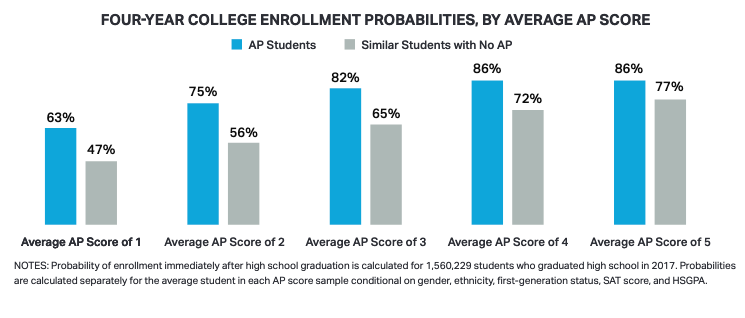 FOUR-YEAR COLLEGE ENROLLMENT PROBABILITIES, BY AVERAGE AP SCORE
AP Students Similar Students with No AP
63% 47% 75% 56% 82% 65% 86% 72% 86% 77%
Average AP Score of 1 Average AP Score of 2 Average AP Score of 3 Average AP Score of 4 Average AP Score of 5
NOTES: Probability of enrollment immediately after high school graduation is calculated for 1,560,229 students who graduated high school in 2017. Probabilities
are calculated separately for the average student in each AP score sample conditional on gender, ethnicity, first-generation status, SAT score, and HSGPA.